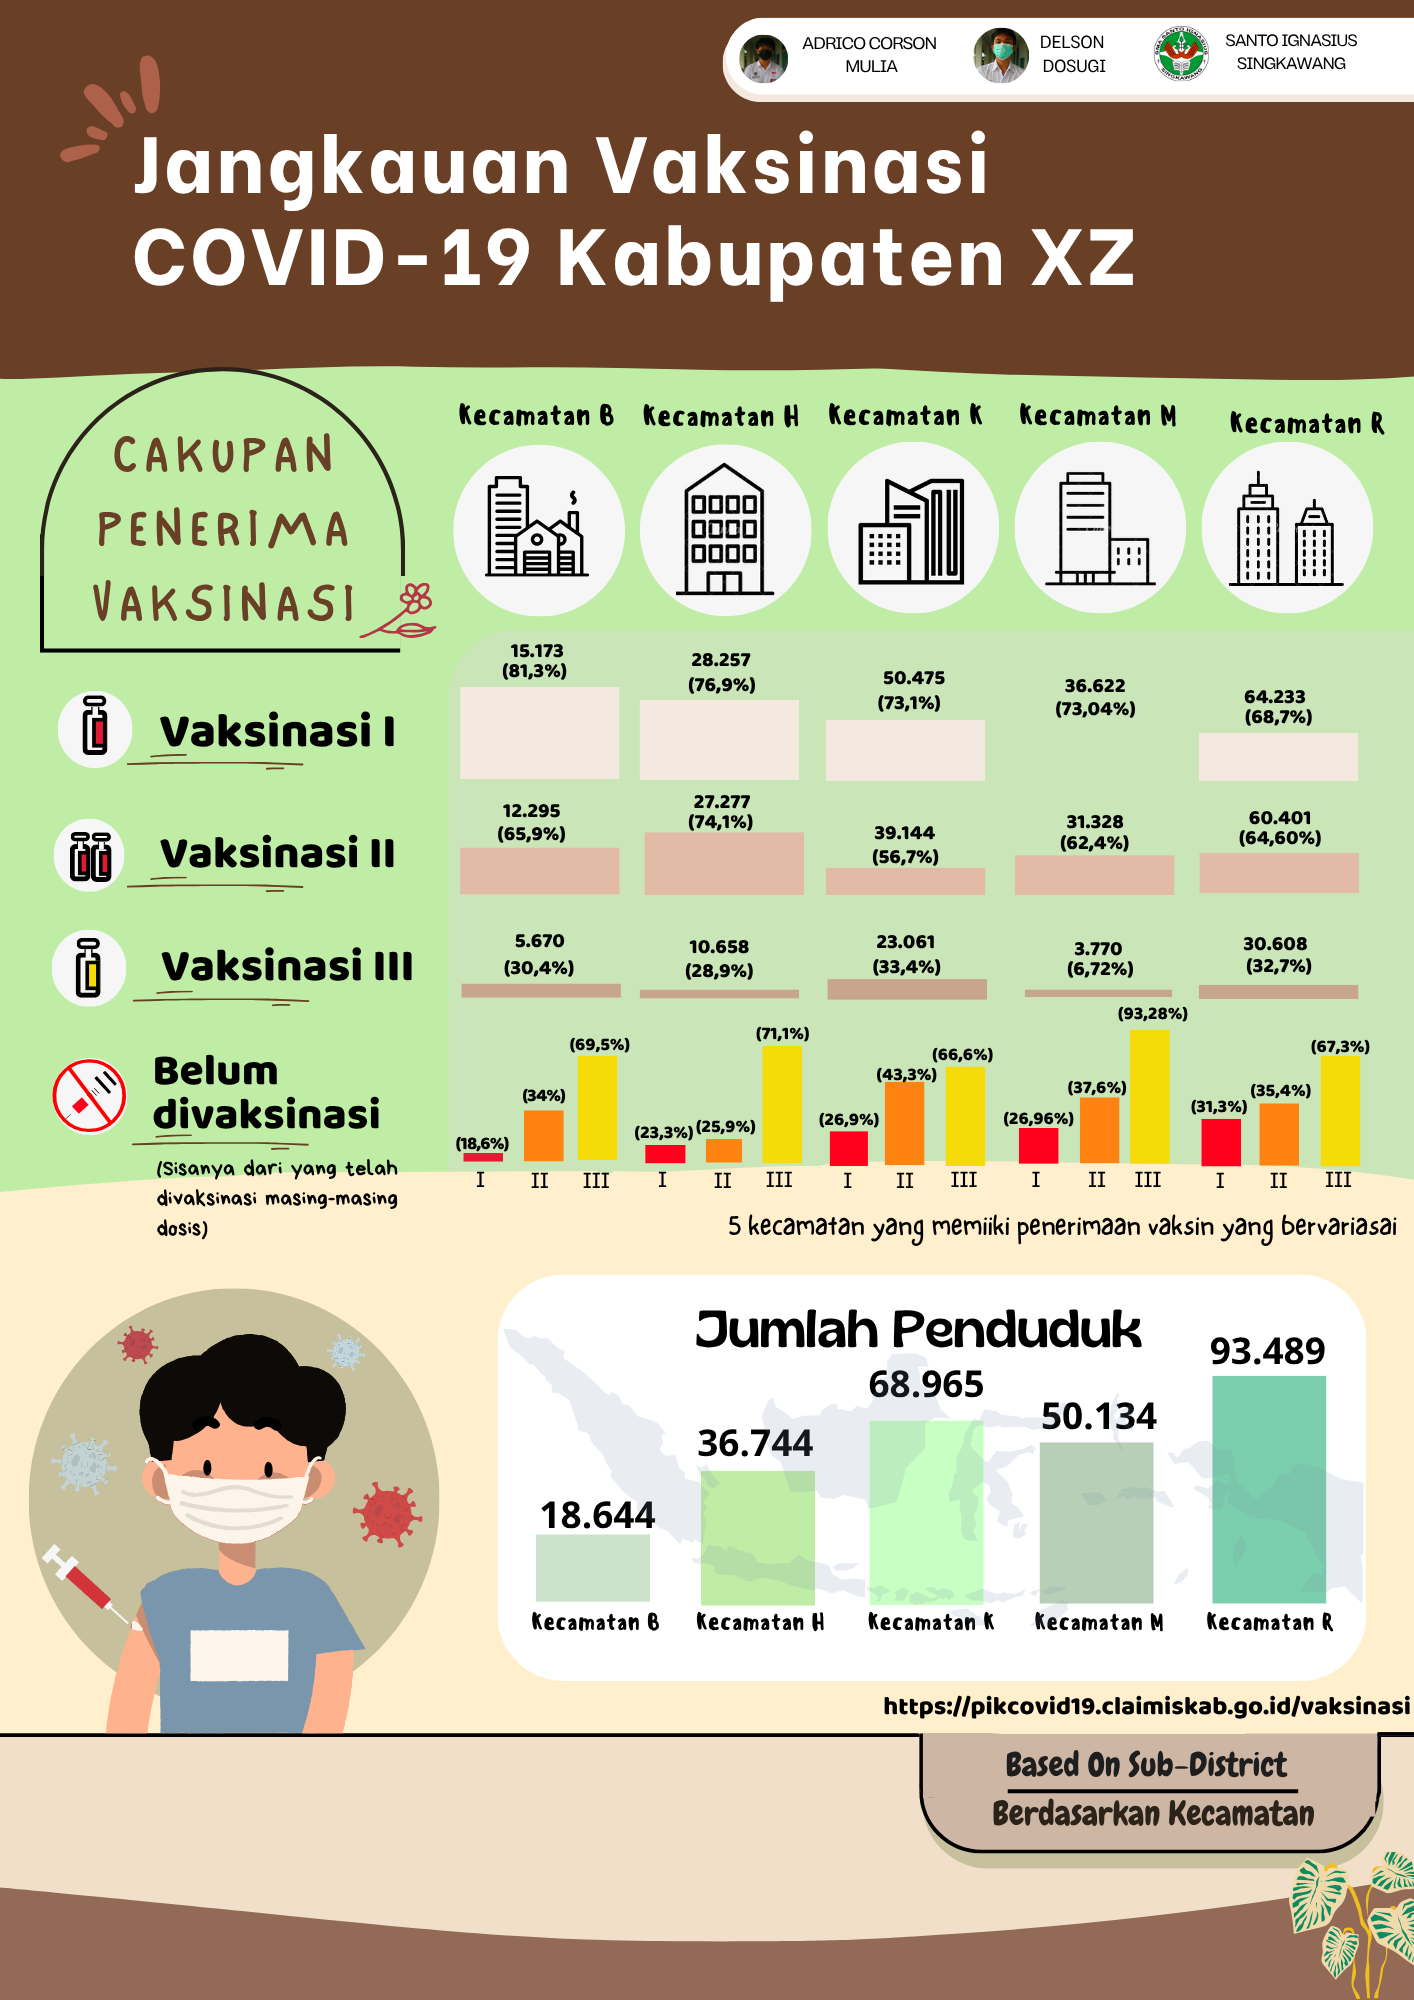 ADRICO CORSON
MULIA
DELSON
DOSUGI
SMA SANTO IGNASIUS
SINGKAWANG
SANTO IGNASIUS
SINGKAWANG
Jangkauan Vaksinasi
COVID-19 Kabupaten XZ
CAKUPAN
PENERIMA
VAKSINASI
Kecamatan B
Kecamatan H
Kecamatan K
Kecamatan M
Kecamatan R
Vaksinasi I
15.173
(81,3%)
28.257
(76,9%)
50.475
(73,1%)
36.622
(73,04%)
64.233
(68,7%)
Vaksinasi II
12.295
(65,9%)
27.277
(74,1%)
39.144
(56,7%)
31.328
(62,4%)
60.401
(64,60%)
Vaksinasi III
5.670
(30,4%)
10.658
(28,9%)
23.061
(33,4%)
3.770
(6,72%)
30.608
(32,7%)
Belum
divaksinasi
(Sisanya dari yang telah
divaksinasi masing-masing
dosis)
(18,6%)
(34%)
(69,5%)
(23,3%)
(25,9%)
(71,1%)
(26,9%)
(43,3%)
(66,6%)
(26,96%)
(37,6%)
(93,28%)
(31,3%)
(35,4%)
(67,3%)
I II III I II III I II III I II III I II III
5 kecamatan yang memiiki penerimaan vaksin yang bervariasai
Jumlah Penduduk
18.644
36.744
68.965
50.134
93.489
Kecamatan B
Kecamatan H
Kecamatan K
Kecamatan M
Kecamatan R
https://pikcovid19.claimiskab.go.id/vaksinasi
Based On Sub-District
Berdasarkan Kecamatan